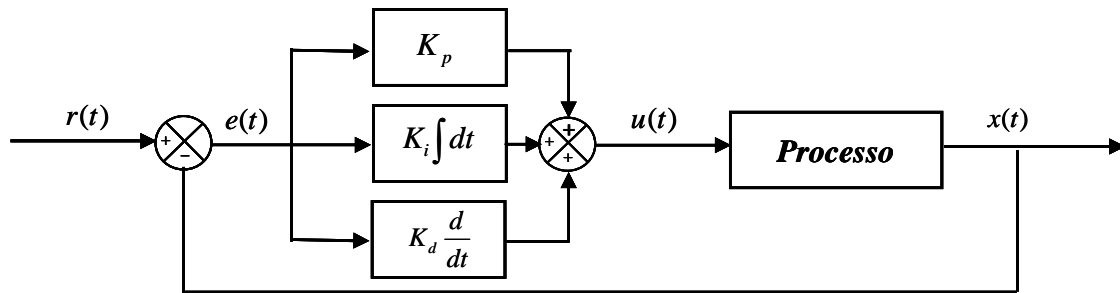 K_p
r(t)
e(t)
K_i ∫ dt
u(t)
Processo
x(t)
K_d d/dt
+
−
+
+
+